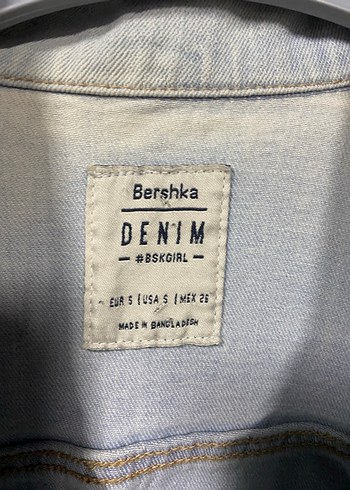 Bershka
DENIM
#BSKGIRL
EUR S | USA S | MEX 26
MADE IN BANGLADESH